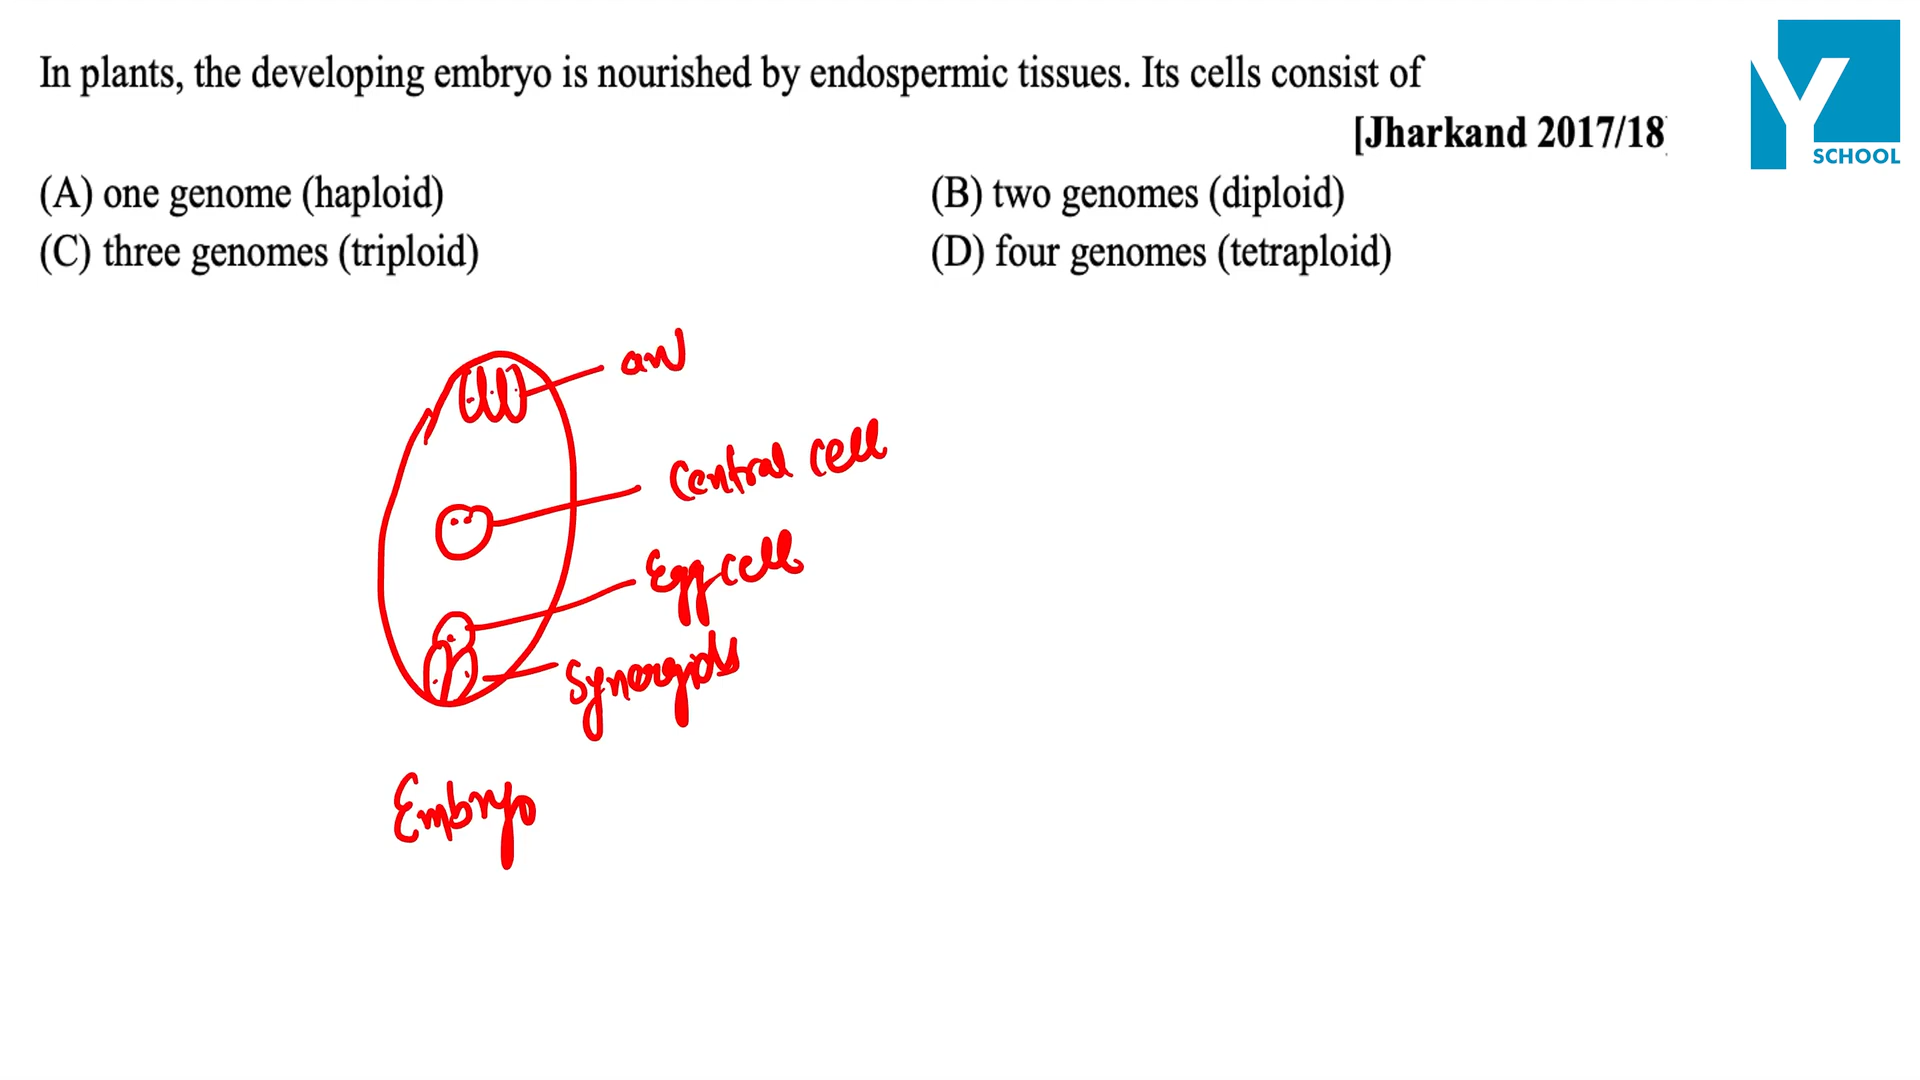 In plants, the developing embryo is nourished by endospermic tissues. Its cells consist of
[Jharkand 2017/18
(A) one genome (haploid) (B) two genomes (diploid)
(C) three genomes (triploid) (D) four genomes (tetraploid)
Y SCHOOL
Central cell
Egg cell
Synergids
Embryo